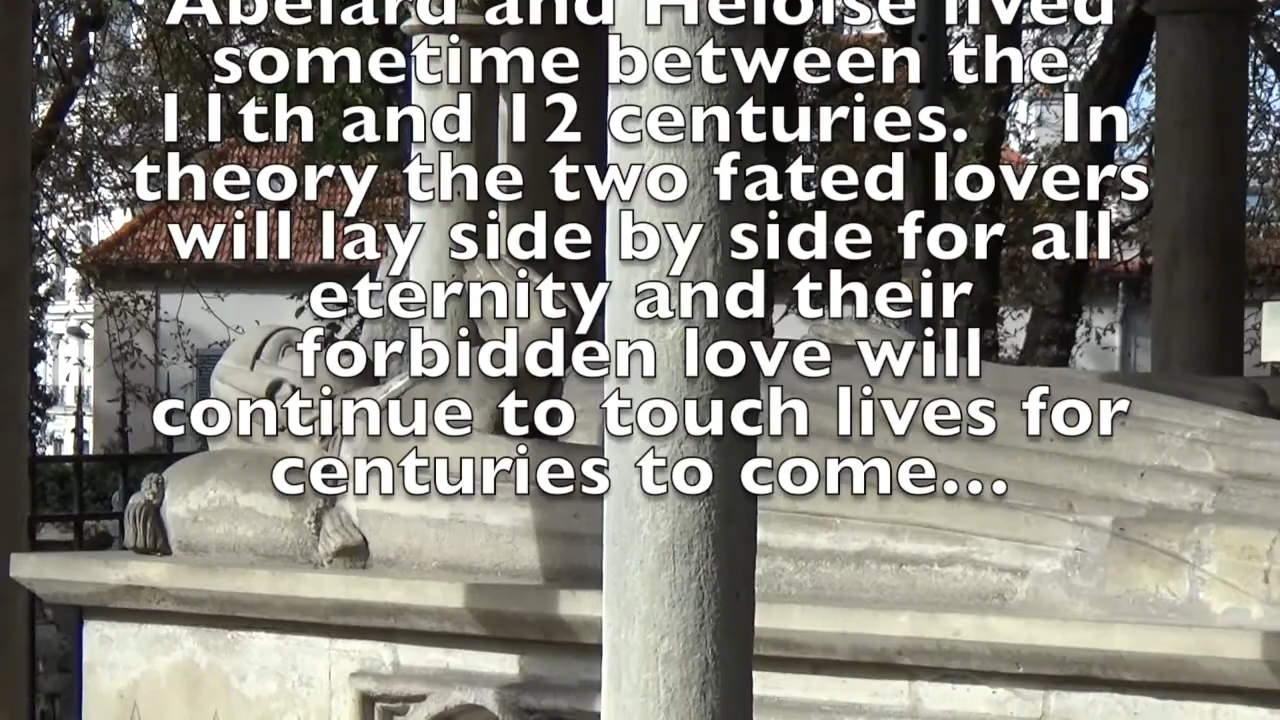 Abelard and Heloise lived
sometime between the
11th and 12 centuries.   In
theory the two fated lovers
will lay side by side for all
eternity and their
forbidden love will
continue to touch lives for
centuries to come...